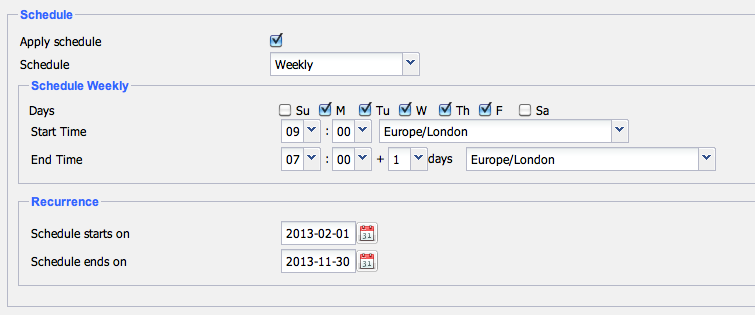 Schedule
Apply schedule
Schedule Weekly
Schedule Weekly
Days Su M Tu W Th F Sa
Start Time 09 : 00 Europe/London
End Time 07 : 00 + 1 days Europe/London
Recurrence
Schedule starts on 2013-02-01 31
Schedule ends on 2013-11-30 31